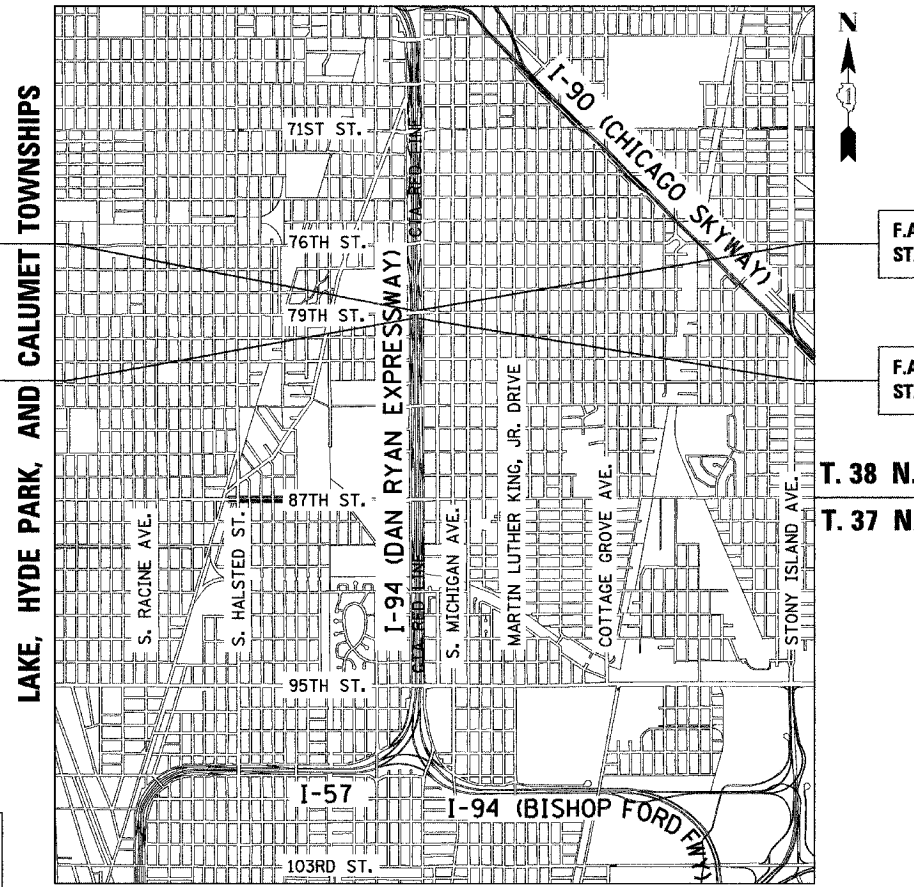 LAKE, HYDE PARK, AND CALUMET TOWNSHIPS
N
I-90 (CHICAGO SKYWAY)
71ST ST.
CTA RED LINE
76TH ST.
79TH ST.
I-94 (DAN RYAN EXPRESSWAY)
F.A
ST
F.A
ST
MARTIN LUTHER KING, JR. DRIVE
COTTAGE GROVE AVE.
STONY ISLAND AVE.
T. 38 N.
T. 37 N.
87TH ST.
S. RACINE AVE.
S. HALSTED ST.
S. MICHIGAN AVE.
CTA RED LINE
95TH ST.
I-57
I-94 (BISHOP FORD FWY)
103RD ST.